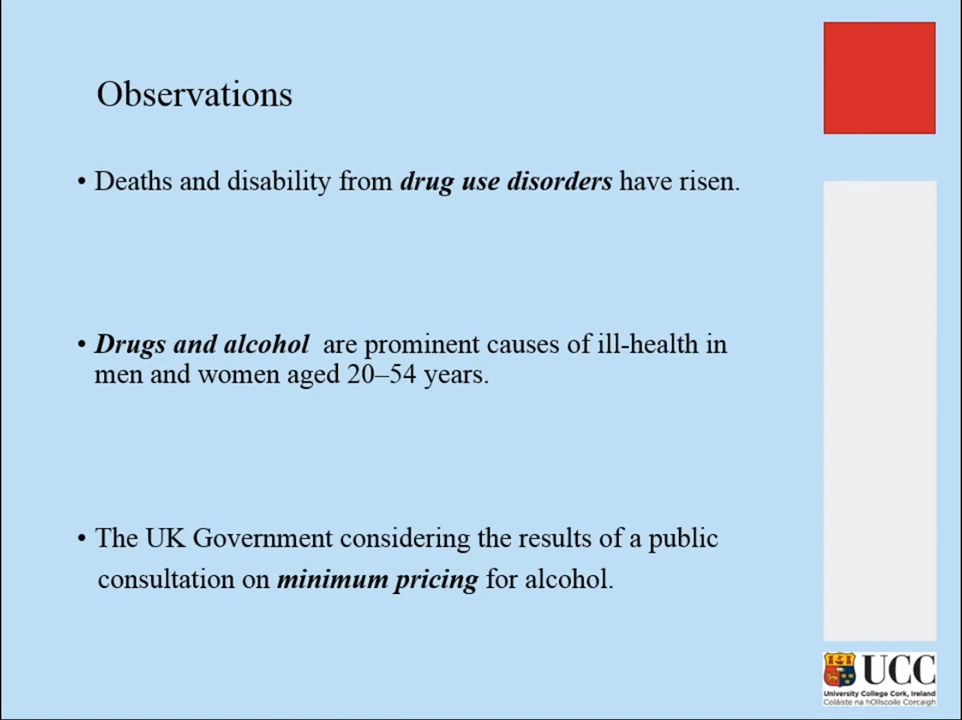 Observations
• Deaths and disability from drug use disorders have risen.
• Drugs and alcohol are prominent causes of ill-health in
men and women aged 20–54 years.
• The UK Government considering the results of a public
consultation on minimum pricing for alcohol.
UCC
University College Cork, Ireland
Coláiste na hOllscoile Corcaigh